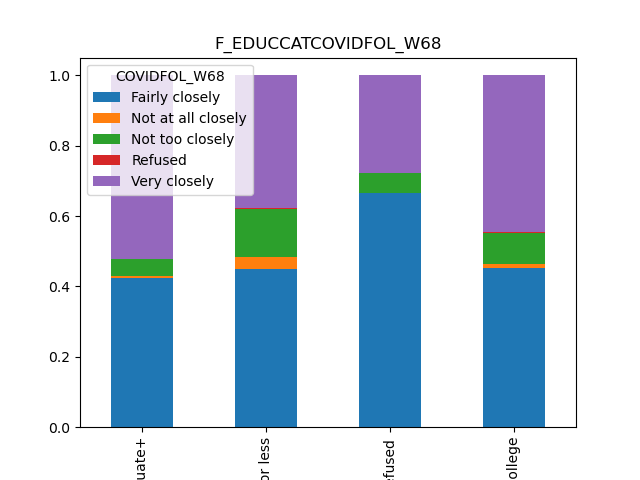 F_EDUCCATCOVIDFOL_W68
COVIDFOL_W68
Fairly closely
Not at all closely
Not too closely
Refused
Very closely
1.0
0.8
0.6
0.4
0.2
0.0
uate+
or less
efused
ollege